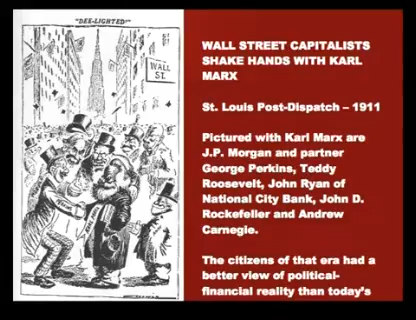 "DEE-LIGHTED!"
WALL
ST.
WALL STREET CAPITALISTS
SHAKE HANDS WITH KARL
MARX
St. Louis Post-Dispatch – 1911
Pictured with Karl Marx are
J.P. Morgan and partner
George Perkins, Teddy
Roosevelt, John Ryan of
National City Bank, John D.
Rockefeller and Andrew
Carnegie.
The citizens of that era had a
better view of political-
financial reality than today's